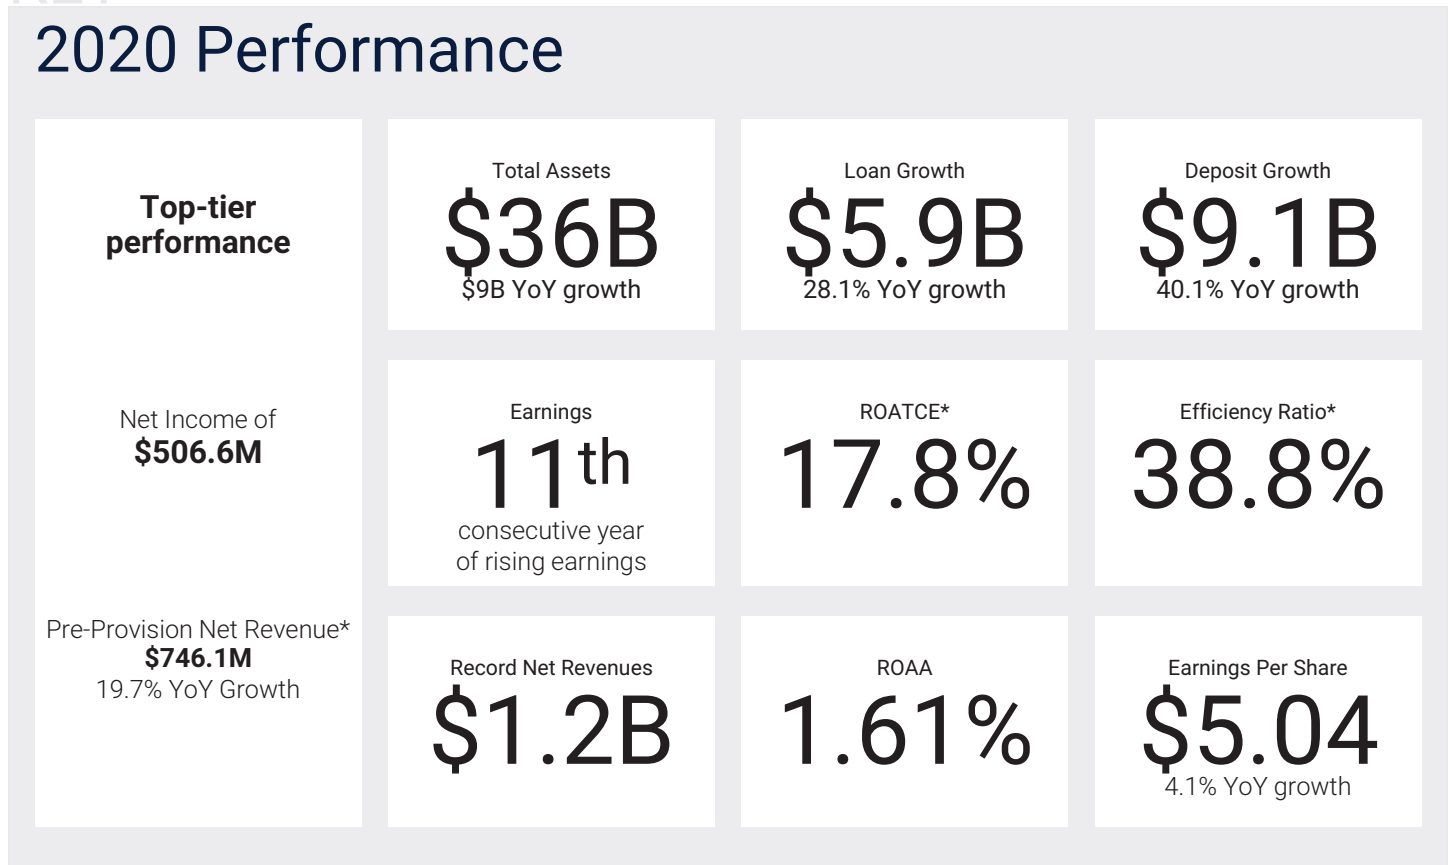 2020 Performance
Top-tier
performance
Net Income of
$506.6M
Pre-Provision Net Revenue*
$746.1M
19.7% YoY Growth
Total Assets
$36B
$9B YoY growth
Loan Growth
$5.9B
28.1% YoY growth
Deposit Growth
$9.1B
40.1% YoY growth
Earnings
11th
consecutive year
of rising earnings
ROATCE*
17.8%
Efficiency Ratio*
38.8%
Record Net Revenues
$1.2B
ROAA
1.61%
Earnings Per Share
$5.04
4.1% YoY growth